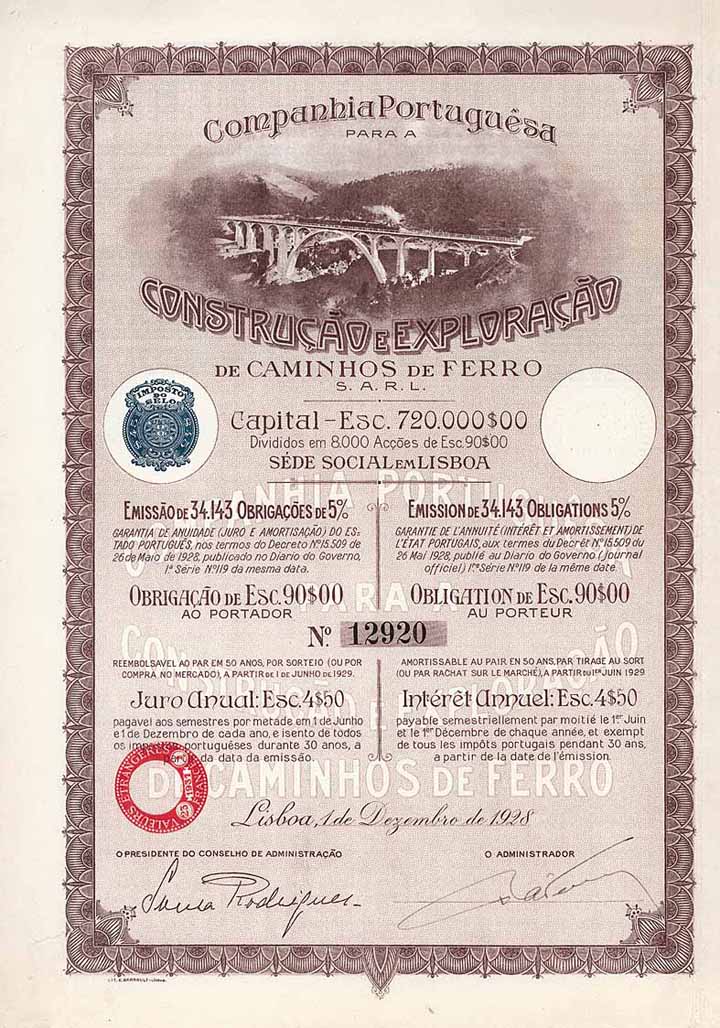 Companhia Portuguêsa
PARA A
CONSTRUÇÃO E EXPLORAÇÃO
DE CAMINHOS DE FERRO
S. A. R. L.
IMPOSTO
DO
SELO
Capital - Esc. 720.000$00
Divididos em 8.000 Acções de Esc. 90$00
SÉDE SOCIAL EM LISBOA
EMISSÃO DE 34.143 OBRIGAÇÕES DE 5%
GARANTIA DE ANUIDADE (JURO E AMORTISAÇÃO) DO ES-
TADO PORTUGUÊS, nos termos do Decreto Nº 15.509 de
26 de Maio de 1928, publicado no Diario do Governo,
1ª Série Nº 119 da mesma data.
OBRIGAÇÃO DE ESC. 90$00
AO PORTADOR
EMISSION DE 34.143 OBLIGATIONS 5%
GARANTIE DE L'ANNUITÉ (INTÉRÊT ET AMORTISSEMENT) DE
L'ÉTAT PORTUGAIS, aux termes du Decrêt Nº 15.509 du
26 Mai 1928, publié au Diario do Governo (Journal
officiel) 1re Série Nº 119 de la même date.
OBLIGATION DE ESC. 90$00
AU PORTEUR
Nº 12920
REEMBOLSAVEL AO PAR EM 50 ANOS, POR SORTEIO (OU POR
COMPRA NO MERCADO), A PARTIR DE 1 DE JUNHO DE 1929.
Juro Anual: Esc. 4$50
pagavel aos semestres por metade em 1 de Junho
e 1 de Dezembro de cada ano, e isento de todos
os impostos portuguêses durante 30 anos, a
partir da data da emissão.
AMORTISSABLE AU PAIR EN 50 ANS, PAR TIRAGE AU SORT
(OU PAR RACHAT SUR LE MARCHÉ), A PARTIR DU 1er JUIN 1929
Intérêt Annuel: Esc. 4$50
payable semestriellement par moitié le 1er Juin
et le 1er Décembre de chaque année, et exempt
de tous les impôts portugais pendant 30 ans,
a partir de la date de l'émission.
COMPANHIA PORTUGUÊSA
PARA A
CONSTRUÇÃO E EXPLORAÇÃO
DE CAMINHOS DE FERRO
VALEURS ÉTRANGÈRES
1931
Lisboa, 1 de Dezembro de 1928
O PRESIDENTE DO CONSELHO DE ADMINISTRAÇÃO
O ADMINISTRADOR
Sousa Rodrigues